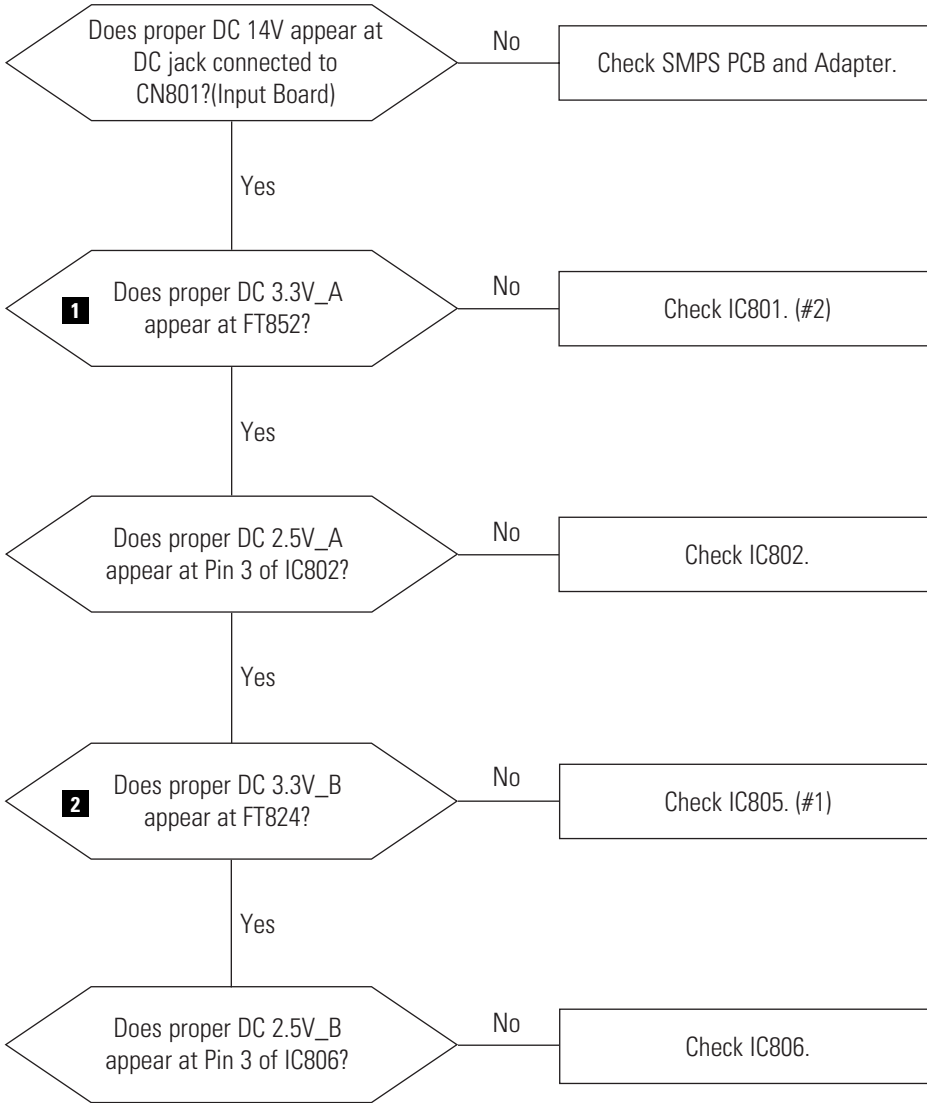 Does proper DC 14V appear at
DC jack connected to
CN801?(Input Board)
No
Check SMPS PCB and Adapter.
Yes
1
Does proper DC 3.3V_A
appear at FT852?
No
Check IC801. (#2)
Yes
Does proper DC 2.5V_A
appear at Pin 3 of IC802?
No
Check IC802.
Yes
2
Does proper DC 3.3V_B
appear at FT824?
No
Check IC805. (#1)
Yes
Does proper DC 2.5V_B
appear at Pin 3 of IC806?
No
Check IC806.